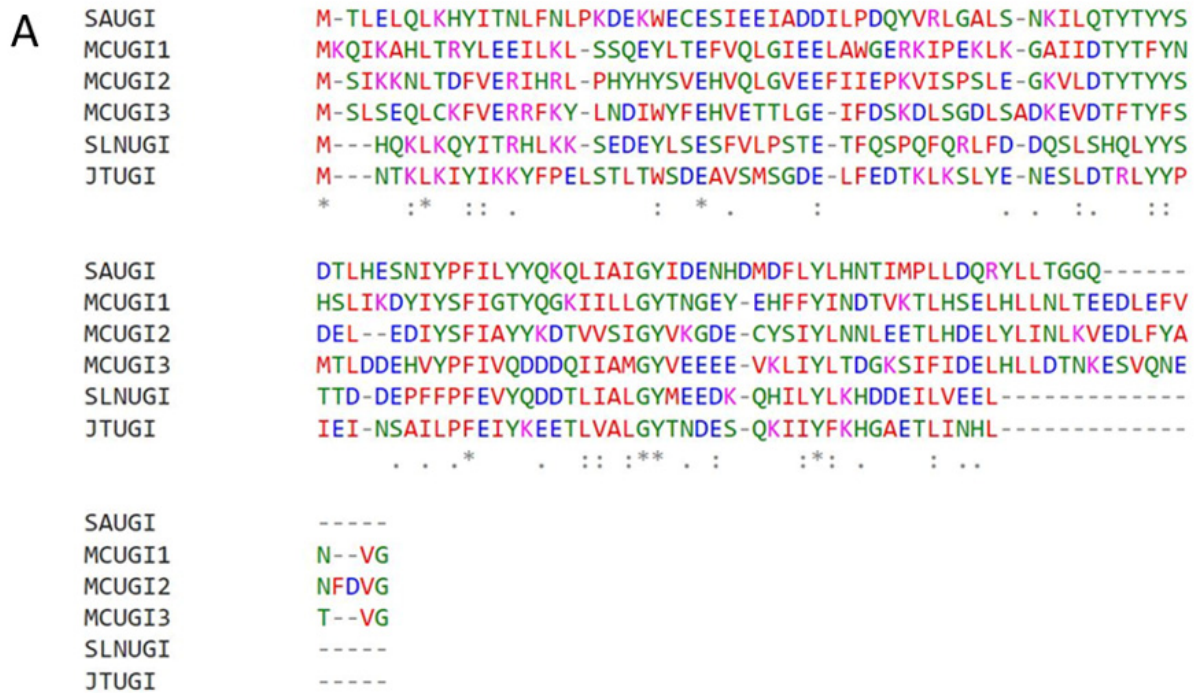 A
SAUGI M-TLELQLKHYITNLFNLPKDEKWECESIEEIADDILPDQYVRLGALS-NKILQTYTYYS
MCUGI1 MKQIKAHLTRYLEEILKL-SSQEYLTEFVQLGIEELAWGERKIPEKLK-GAIIDTYTFYN
MCUGI2 M-SIKKNLTDFVERIHRL-PHYHYSVEHVQLGVEEFIIEPKVISPSLE-GKVLDTYTYYS
MCUGI3 M-SLSEQLCKFVERRFKY-LNDIWYFEHVETTLGE-IFDSKDLSGDLSADKEVDTFTYFS
SLNUGI M---HQKLKQYITRHLKK-SEDEYLSESFVLPSTE-TFQSPQFQRLFD-DQSLSHQLYYS
JTUGI M---NTKLKIYIKKYFPELSTLTWSDEAVSMSGDE-LFEDTKLKSLYE-NESLDTRLYYP
* :* :: . : * . : . . :. ::
SAUGI DTLHESNIYPFILYYQKQLIAIGYIDENHDMDFLYLHNTIMPLLDQRYLLTGGQ------
MCUGI1 HSLIKDYIYSFIGTYQGKIILLGYTNGEY-EHFFYINDTVKTLHSELHLLNLTEEDLEFV
MCUGI2 DEL--EDIYSFIAYYKDTVVSIGYVKGDE-CYSIYLNNLEETLHDELYLINLKVEDLFYA
MCUGI3 MTLDDEHVYPFIVQDDDQIIAMGYVEEEE-VKLIYLTDGKSIFIDELHLLDTNKESVQNE
SLNUGI TTD-DEPFFPFEVYQDDTLIALGYMEEDK-QHILYLKHDDEILVEEL-------------
JTUGI IEI-NSAILPFEIYKEETLVALGYTNDES-QKIIYFKHGAETLINHL-------------
. . .* . :: :** . : :*: . : ..
SAUGI -----
MCUGI1 N--VG
MCUGI2 NFDVG
MCUGI3 T--VG
SLNUGI -----
JTUGI -----